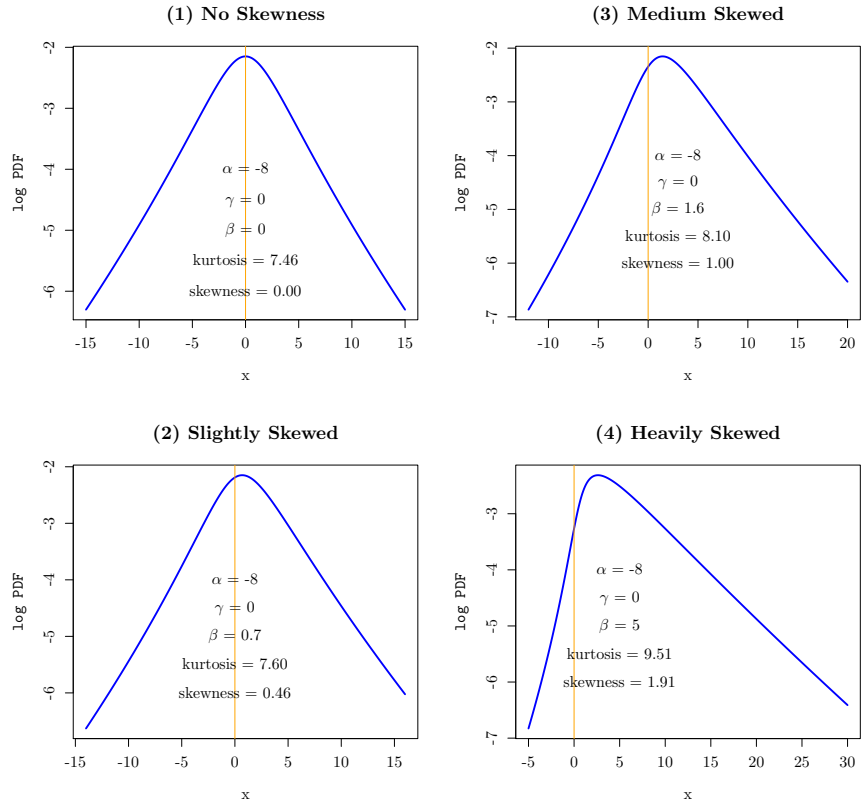 (1) No Skewness
-2
-3
-4
-5
-6
log PDF
α = -8
γ = 0
β = 0
kurtosis = 7.46
skewness = 0.00
-15 -10 -5 0 5 10 15
x
(3) Medium Skewed
-2
-3
-4
-5
-6
-7
log PDF
α = -8
γ = 0
β = 1.6
kurtosis = 8.10
skewness = 1.00
-10 -5 0 5 10 15 20
x
(2) Slightly Skewed
-2
-3
-4
-5
-6
log PDF
α = -8
γ = 0
β = 0.7
kurtosis = 7.60
skewness = 0.46
-15 -10 -5 0 5 10 15
x
(4) Heavily Skewed
-3
-4
-5
-6
-7
log PDF
α = -8
γ = 0
β = 5
kurtosis = 9.51
skewness = 1.91
-5 0 5 10 15 20 25 30
x